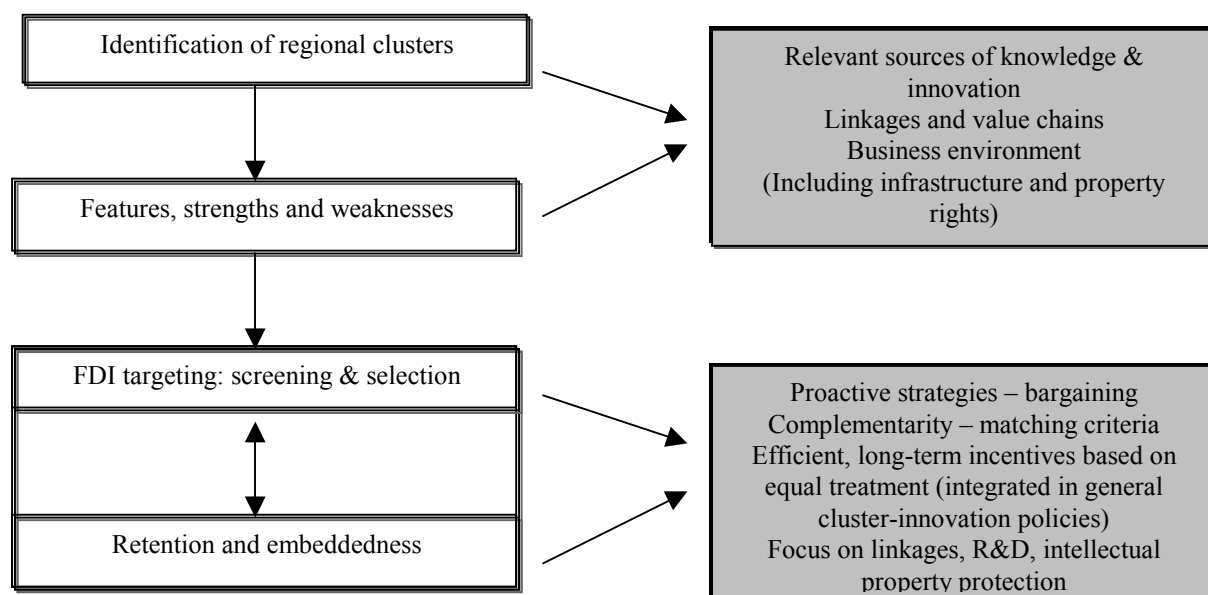 Identification of regional clusters
Relevant sources of knowledge &
innovation
Linkages and value chains
Business environment
(Including infrastructure and property
rights)
Features, strengths and weaknesses
FDI targeting: screening & selection
Proactive strategies – bargaining
Complementarity – matching criteria
Efficient, long-term incentives based on
equal treatment (integrated in general
cluster-innovation policies)
Focus on linkages, R&D, intellectual
property protection
Retention and embeddedness